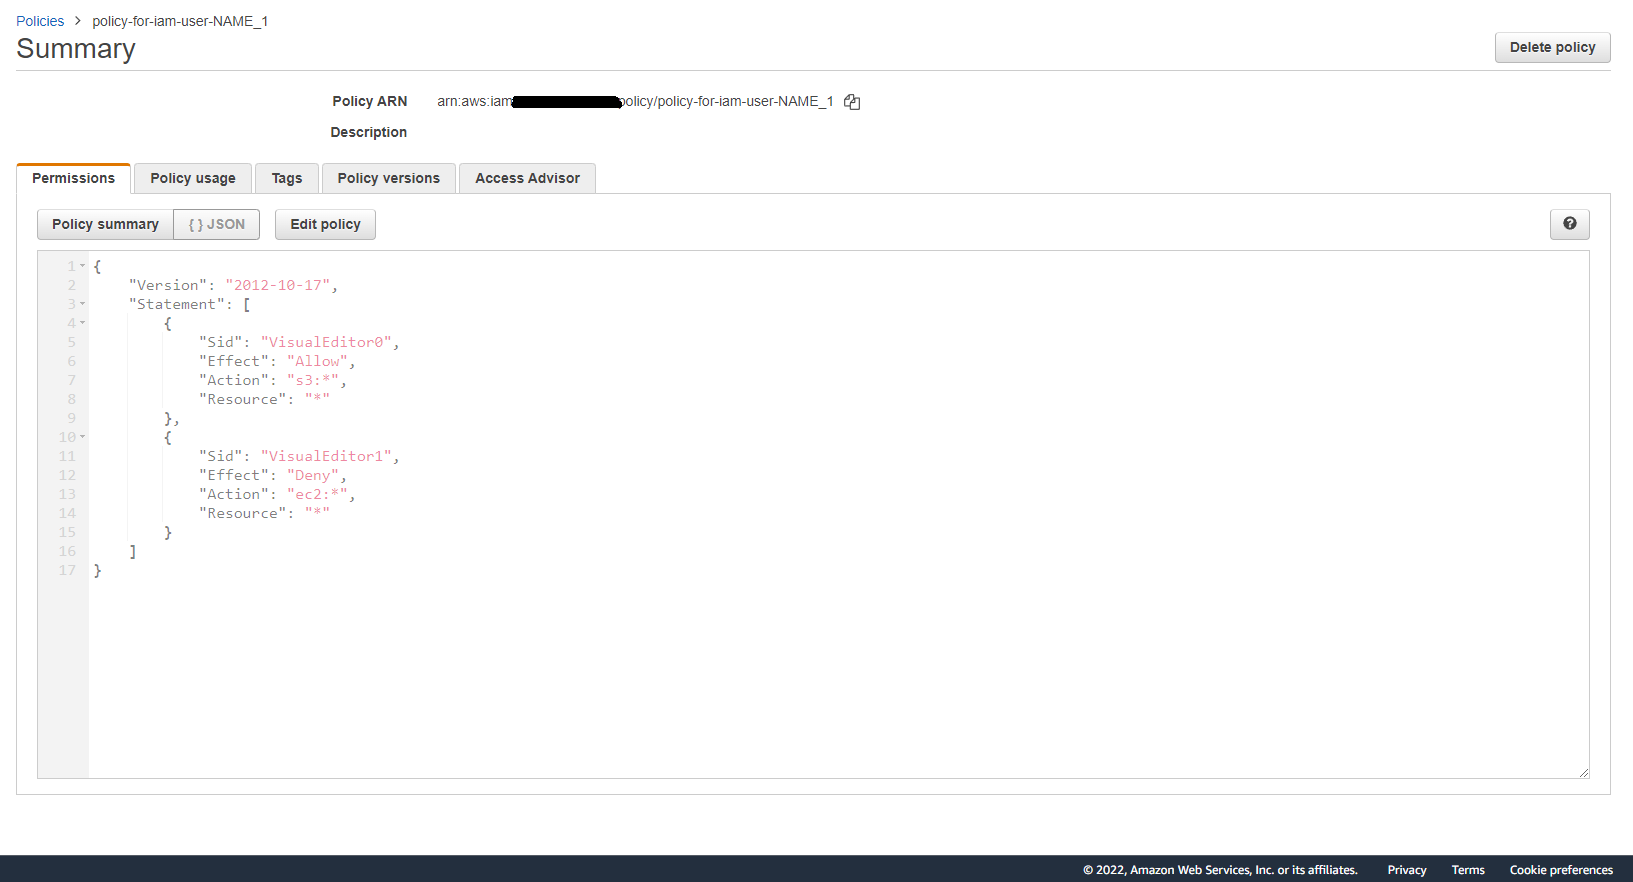 Policies > policy-for-iam-user-NAME_1
Summary
Delete policy
Policy ARN arn:aws:iam policy/policy-for-iam-user-NAME_1
Description
Permissions Policy usage Tags Policy versions Access Advisor
Policy summary { } JSON Edit policy ?
1 {
2 "Version": "2012-10-17",
3 "Statement": [
4 {
5 "Sid": "VisualEditor0",
6 "Effect": "Allow",
7 "Action": "s3:*",
8 "Resource": "*"
9 },
10 {
11 "Sid": "VisualEditor1",
12 "Effect": "Deny",
13 "Action": "ec2:*",
14 "Resource": "*"
15 }
16 ]
17 }
© 2022, Amazon Web Services, Inc. or its affiliates. Privacy Terms Cookie preferences